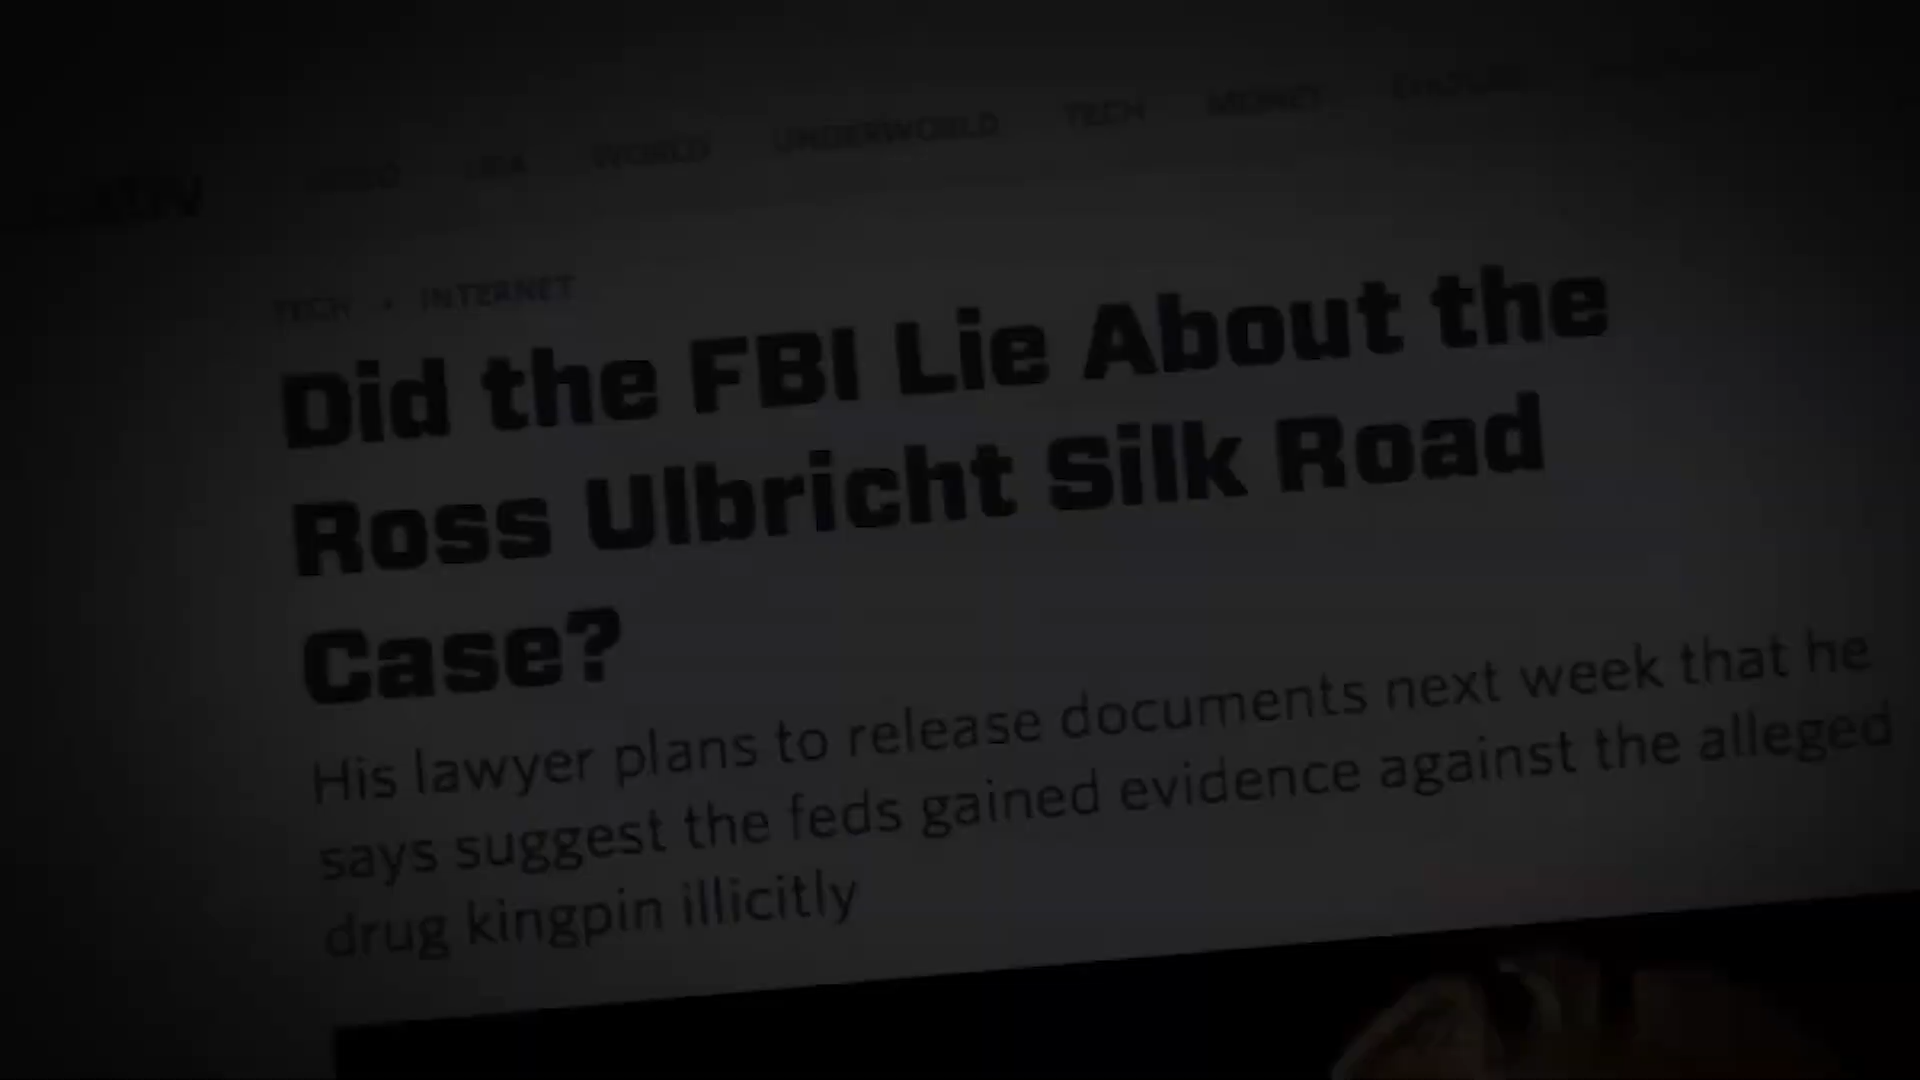 WORLD UNDERWORLD TECH MONEY
TECH • INTERNET
Did the FBI Lie About the
Ross Ulbricht Silk Road
Case?
His lawyer plans to release documents next week that he
says suggest the feds gained evidence against the alleged
drug kingpin illicitly